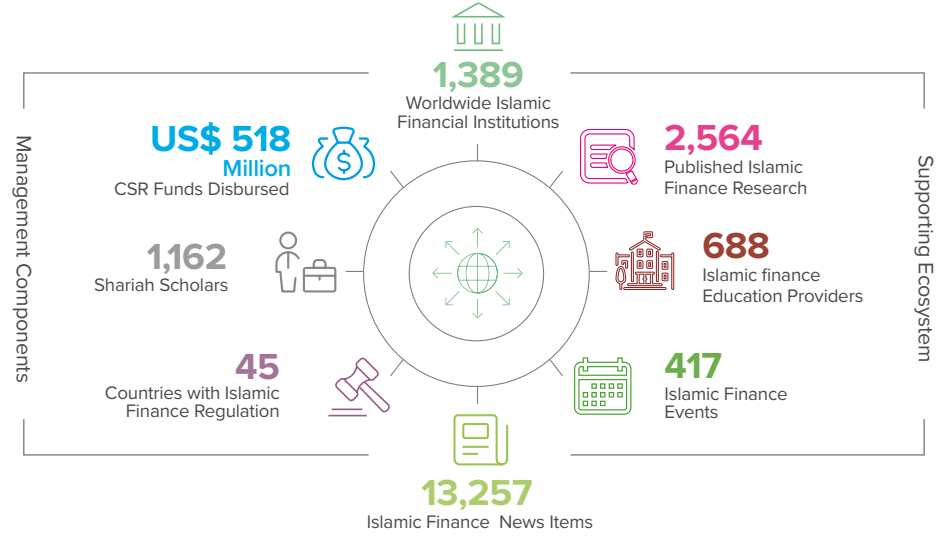 1,389
Worldwide Islamic
Financial Institutions
Management Components
US$ 518
Million
CSR Funds Disbursed
1,162
Shariah Scholars
45
Countries with Islamic
Finance Regulation
2,564
Published Islamic
Finance Research
688
Islamic finance
Education Providers
417
Islamic Finance
Events
Supporting Ecosystem
13,257
Islamic Finance News Items